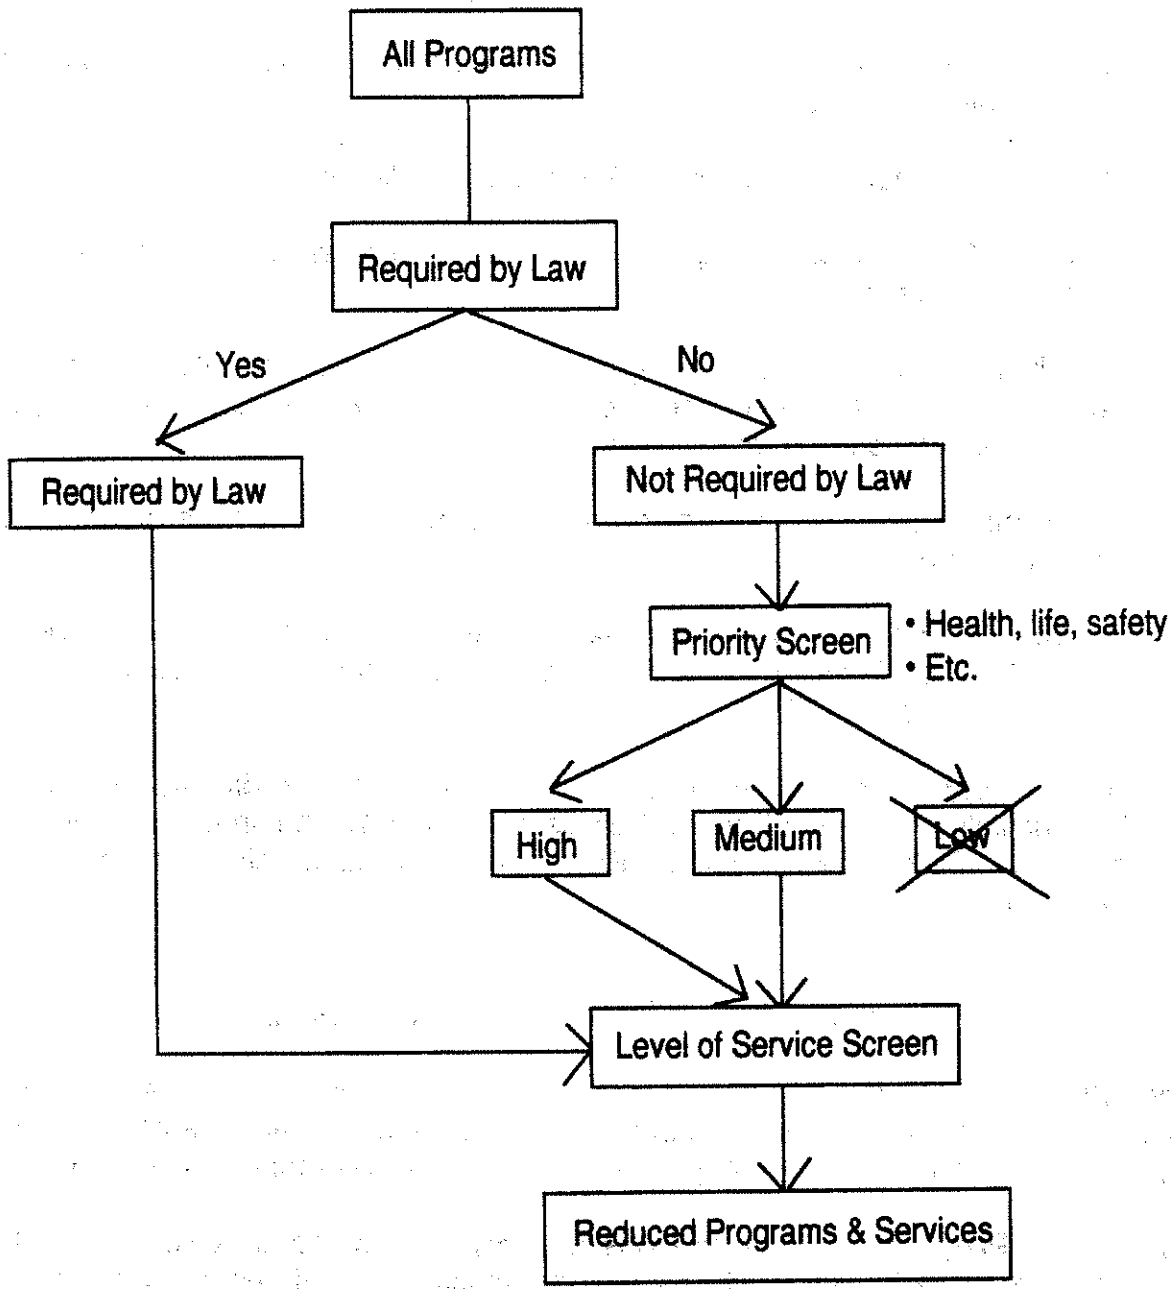 All Programs
Required by Law
Yes
No
Required by Law
Not Required by Law
Priority Screen
• Health, life, safety
• Etc.
High
Medium
Low
Level of Service Screen
Reduced Programs & Services